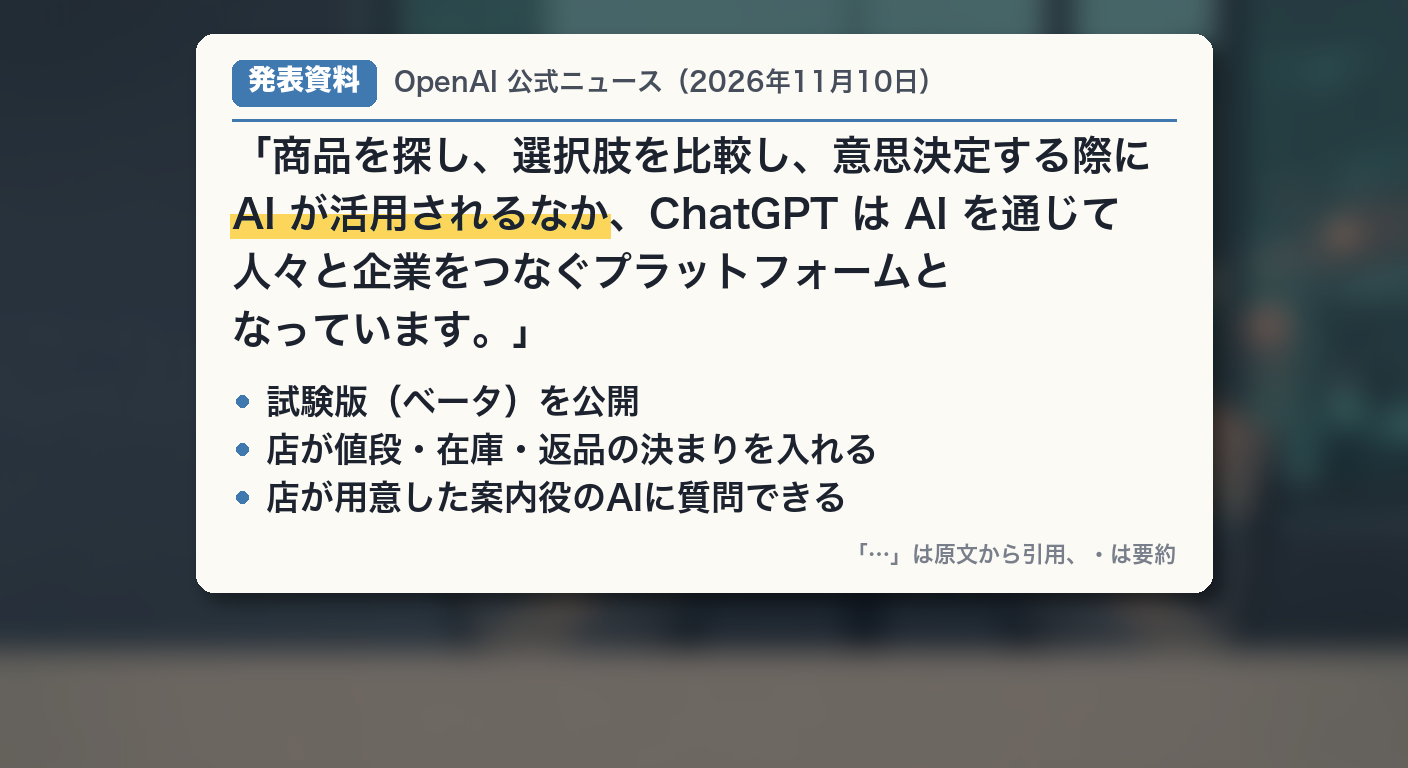 発表資料 OpenAI 公式ニュース（2026年11月10日）
「商品を探し、選択肢を比較し、意思決定する際に
AI が活用されるなか、ChatGPT は AI を通じて
人々と企業をつなぐプラットフォームと
なっています。」
• 試験版（ベータ）を公開
• 店が値段・在庫・返品の決まりを入れる
• 店が用意した案内役のAIに質問できる
「…」は原文から引用、・は要約